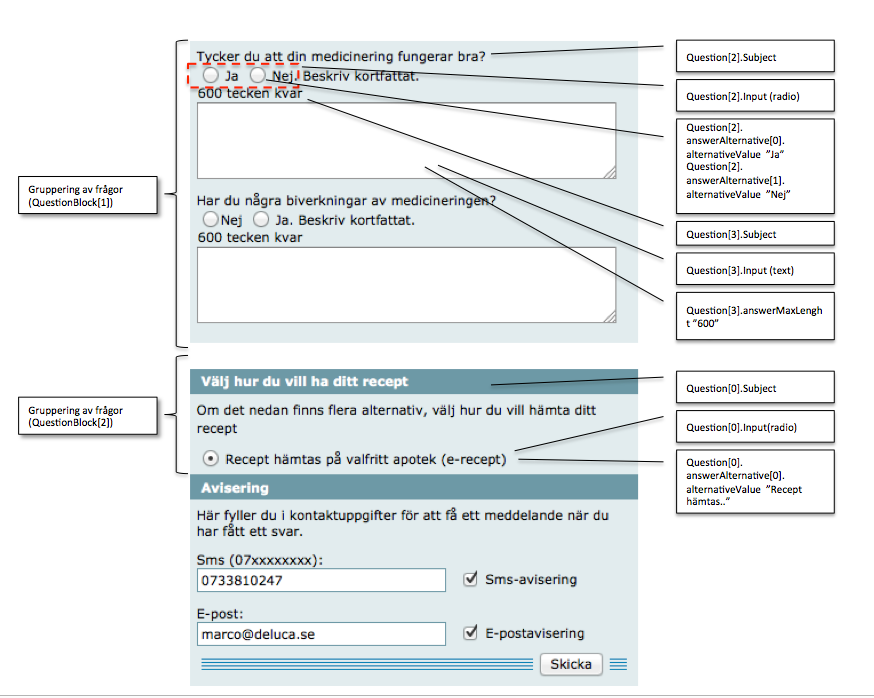 Tycker du att din medicinering fungerar bra?
Ja Nej. Beskriv kortfattat.
600 tecken kvar
Har du några biverkningar av medicineringen?
Nej Ja. Beskriv kortfattat.
600 tecken kvar
Gruppering av frågor
(QuestionBlock[1])
Question[2].Subject
Question[2].Input (radio)
Question[2].
answerAlternative[0].
alternativeValue ”Ja”
Question[2].
answerAlternative[1].
alternativeValue ”Nej”
Question[3].Subject
Question[3].Input (text)
Question[3].answerMaxLengh
t ”600”
Gruppering av frågor
(QuestionBlock[2])
Välj hur du vill ha ditt recept
Om det nedan finns flera alternativ, välj hur du vill hämta ditt
recept
Recept hämtas på valfritt apotek (e-recept)
Question[0].Subject
Question[0].Input(radio)
Question[0].
answerAlternative[0].
alternativeValue ”Recept
hämtas..”
Avisering
Här fyller du i kontaktuppgifter för att få ett meddelande när du
har fått ett svar.
Sms (07xxxxxxxx):
0733810247 Sms-avisering
E-post:
marco@deluca.se E-postavisering
Skicka